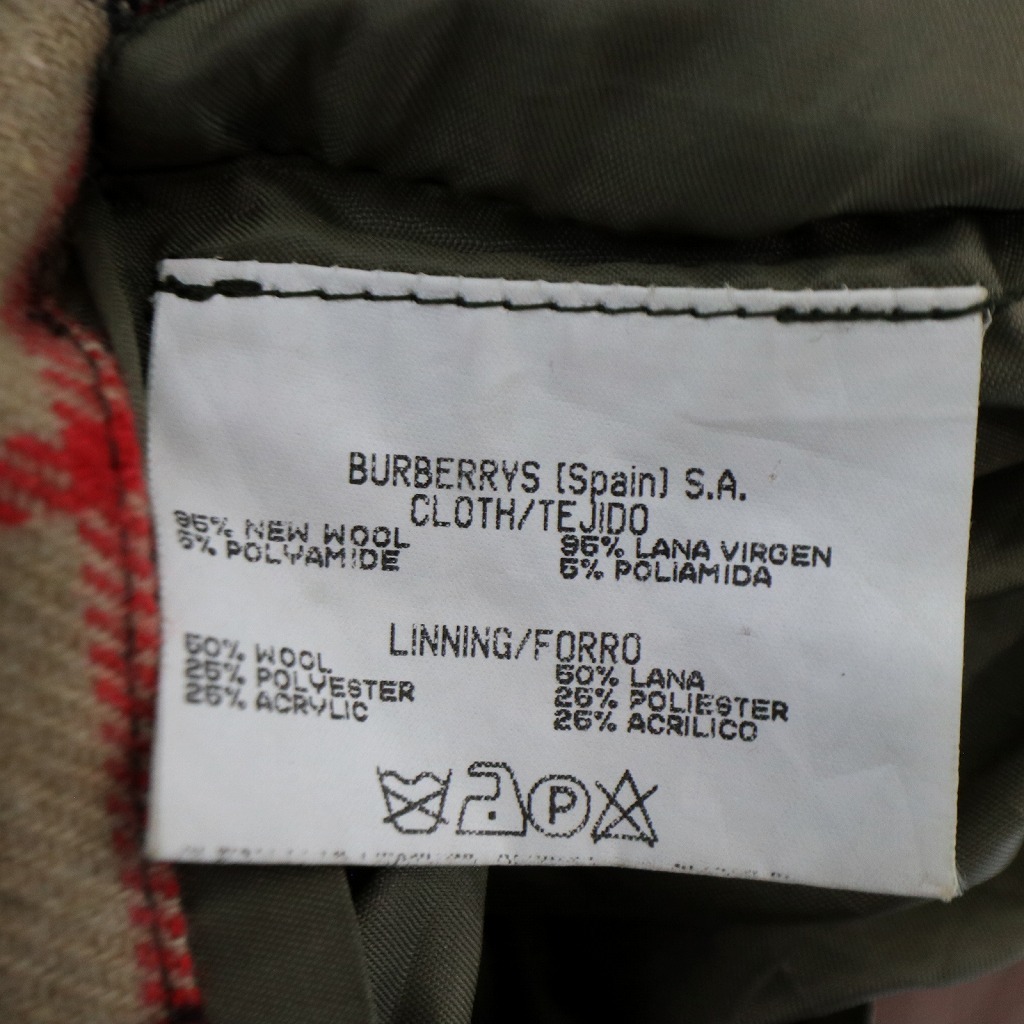 BURBERRYS (Spain) S.A.
CLOTH/TEJIDO
95% NEW WOOL
5% POLYAMIDE
95% LANA VIRGEN
5% POLIAMIDA
LINNING/FORRO
50% WOOL
25% POLYESTER
25% ACRYLIC
50% LANA
25% POLIESTER
25% ACRILICO
P